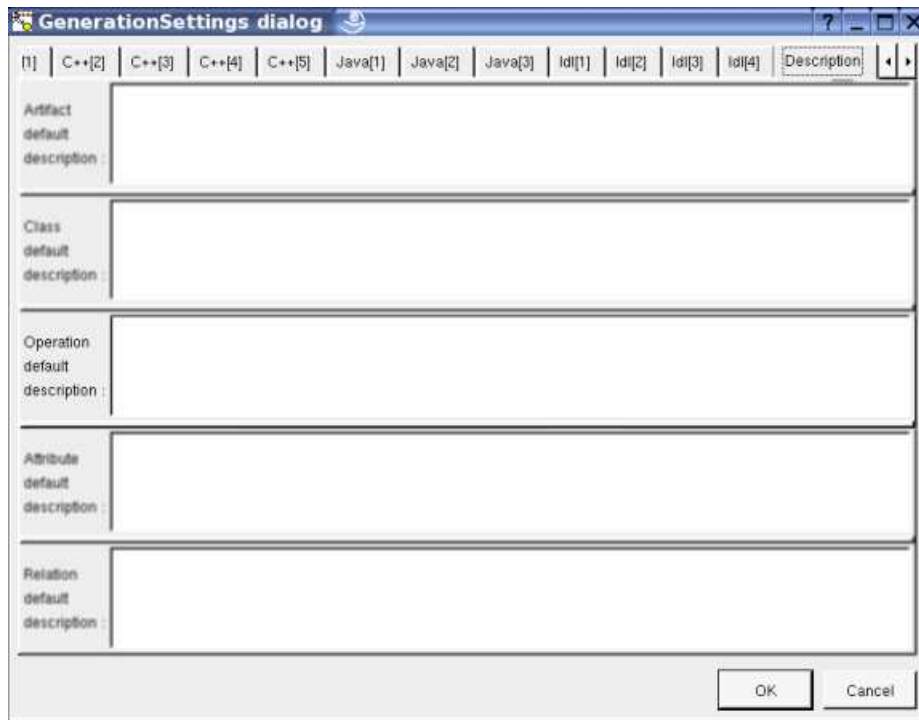 GenerationSettings dialog
1] C++[2] C++[3] C++[4] C++[5] Java[1] Java[2] Java[3] Idl[1] Idl[2] Idl[3] Idl[4] Description
Artifact
default
description :
Class
default
description :
Operation
default
description :
Attribute
default
description :
Relation
default
description :
OK Cancel